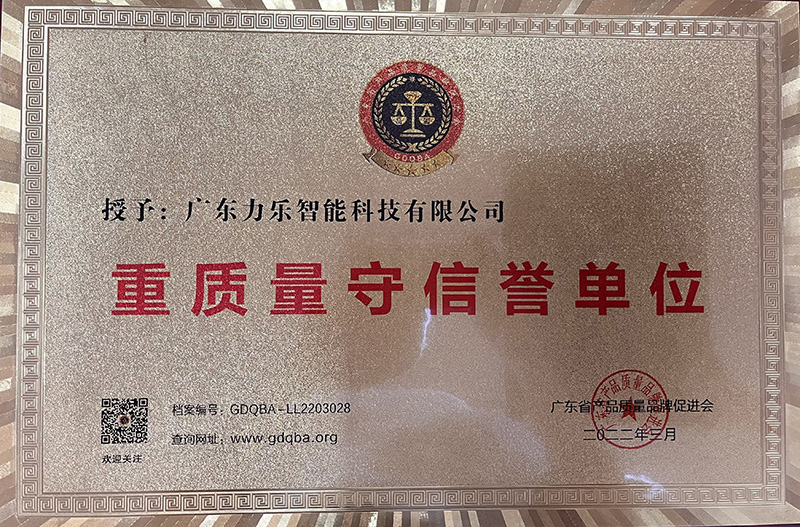 GDQBA
授予：广东力乐智能科技有限公司
重质量守信誉单位
档案编号：GDQBA-LL2203028
查询网址：www.gdqba.org
欢迎关注
广东省产品质量品牌促进会
二〇二二年三月